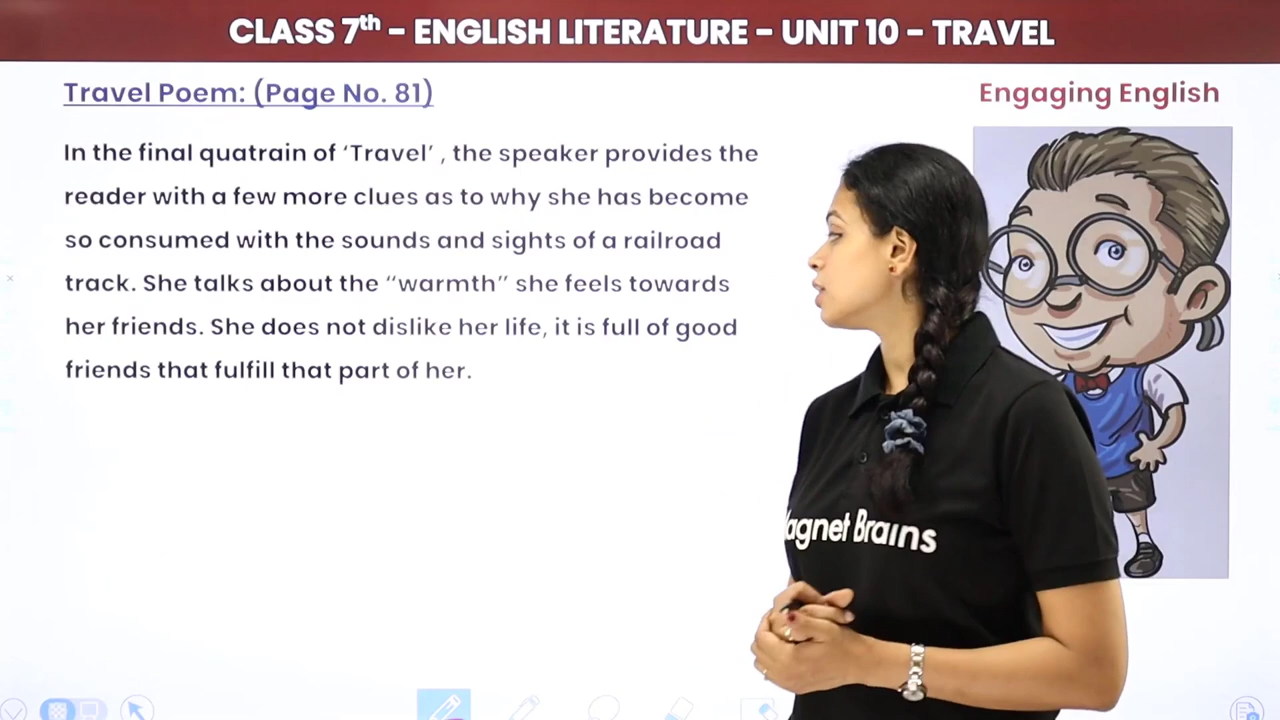 CLASS 7th - ENGLISH LITERATURE - UNIT 10 - TRAVEL
Travel Poem: (Page No. 81)
Engaging English
In the final quatrain of ‘Travel’ , the speaker provides the
reader with a few more clues as to why she has become
so consumed with the sounds and sights of a railroad
track. She talks about the “warmth” she feels towards
her friends. She does not dislike her life, it is full of good
friends that fulfill that part of her.
agnet Brains